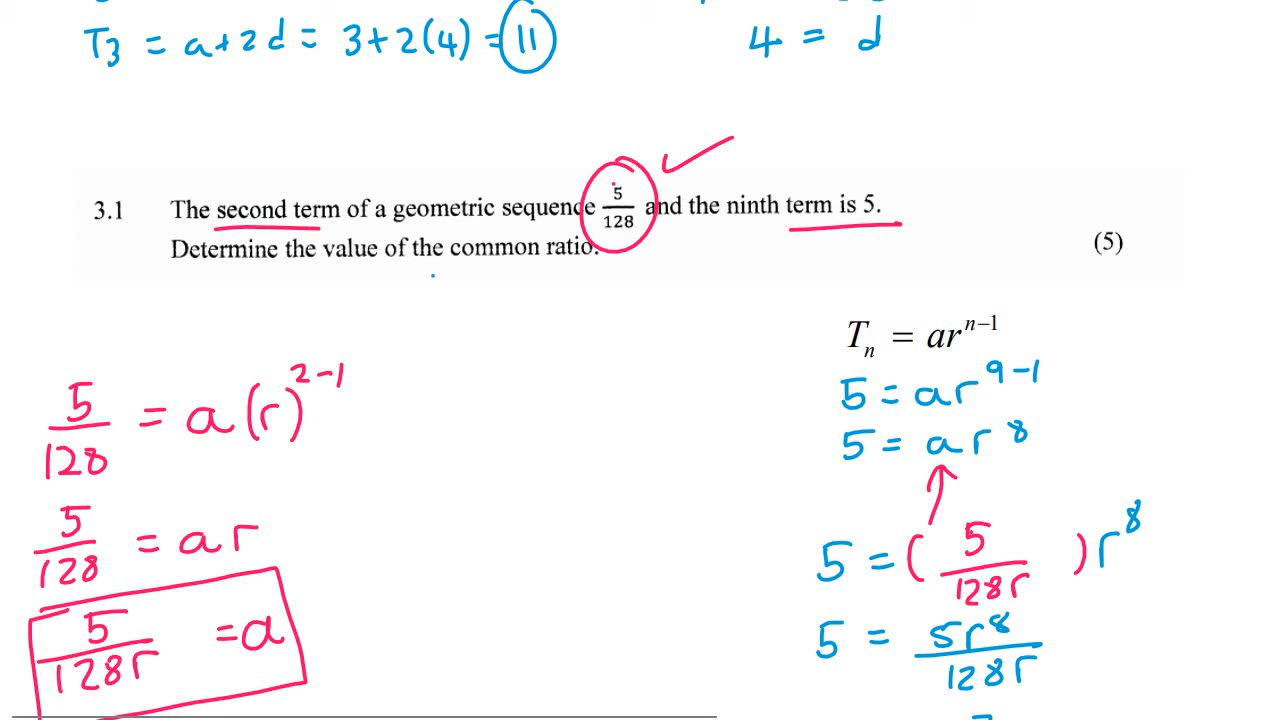 T3 = a+2d = 3+2(4) = 11
4 = d
3.1 The second term of a geometric sequence 5/128 and the ninth term is 5.
Determine the value of the common ratio.
(5)
Tn = ar^n−1
5/128 = a(r)^2-1
5 = ar^9-1
5 = ar^8
5/128 = ar
5 = (5/128r)r^8
5/128r = a
5 = 5r^8/128r